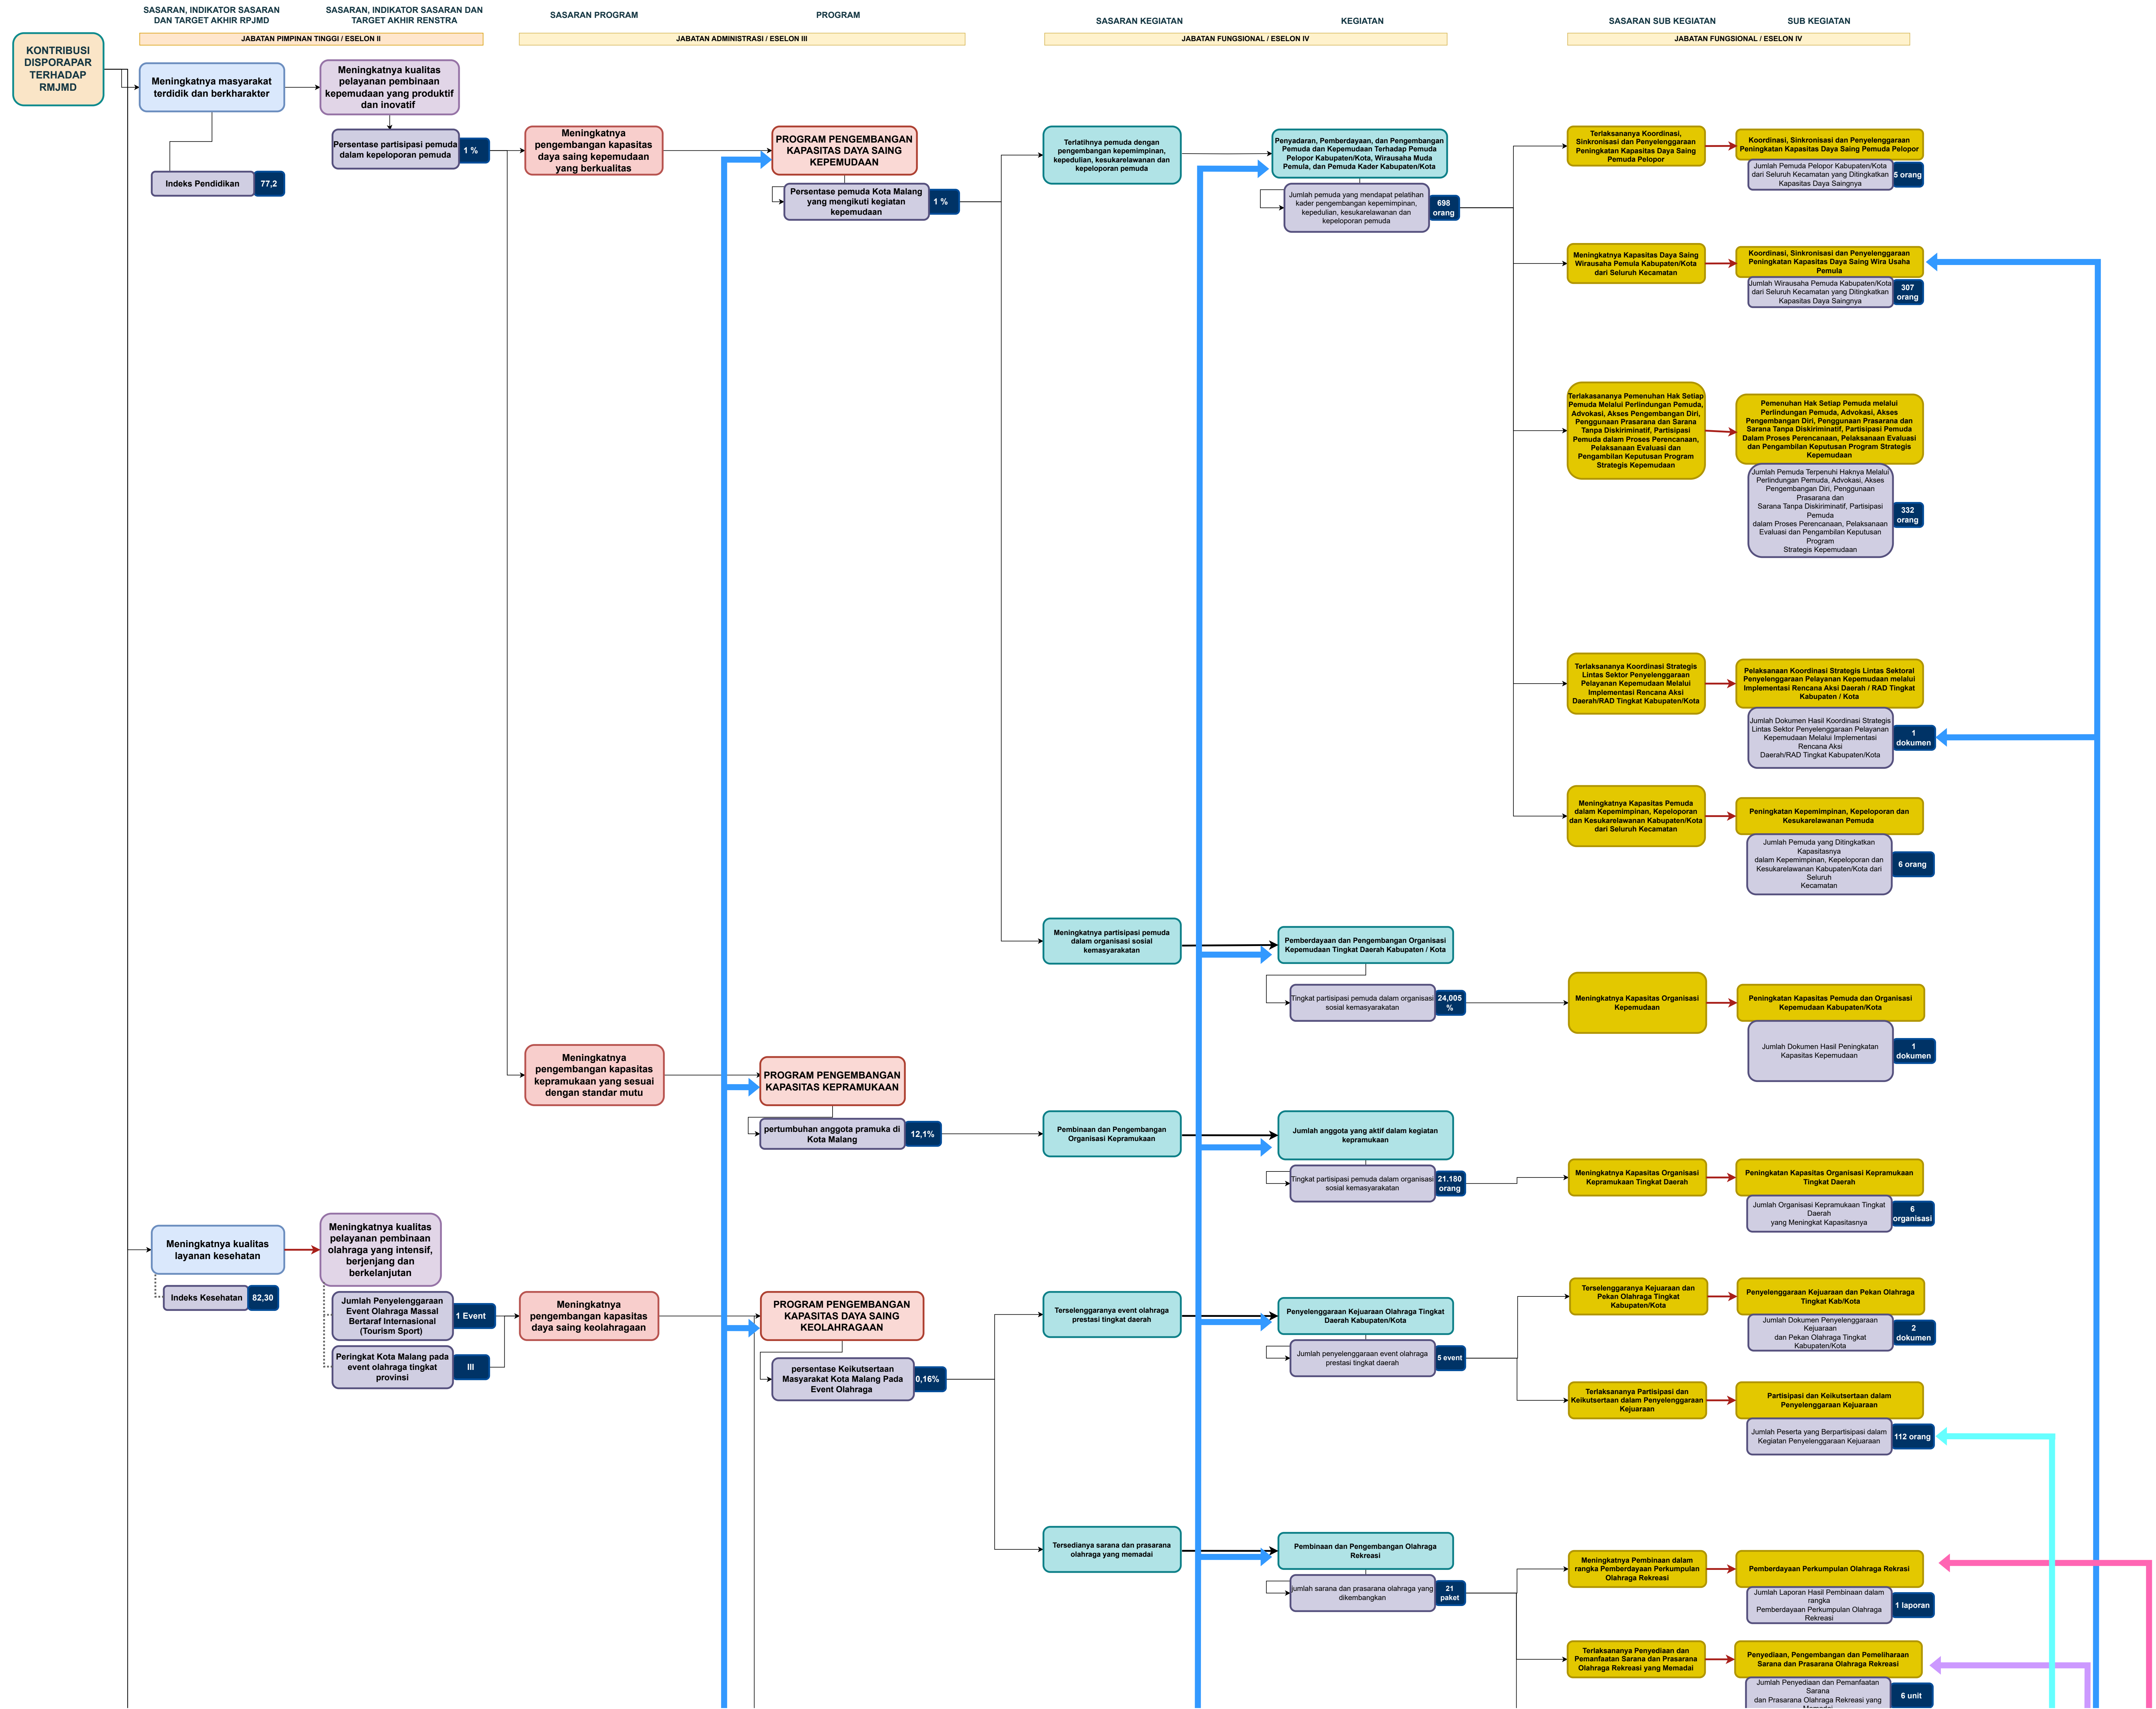 SASARAN, INDIKATOR SASARAN
DAN TARGET AKHIR RPJMD
SASARAN, INDIKATOR SASARAN DAN
TARGET AKHIR RENSTRA
SASARAN PROGRAM
PROGRAM
SASARAN KEGIATAN
KEGIATAN
SASARAN SUB KEGIATAN
SUB KEGIATAN
JABATAN PIMPINAN TINGGI / ESELON II
JABATAN ADMINISTRASI / ESELON III
JABATAN FUNGSIONAL / ESELON IV
JABATAN FUNGSIONAL / ESELON IV
KONTRIBUSI
DISPORAPAR
TERHADAP
RMJMD
Meningkatnya masyarakat
terdidik dan berkharakter
Indeks Pendidikan
77,2
Meningkatnya kualitas
pelayanan pembinaan
kepemudaan yang produktif
dan inovatif
Persentase partisipasi pemuda
dalam kepeloporan pemuda
1 %
Meningkatnya
pengembangan kapasitas
daya saing kepemudaan
yang berkualitas
PROGRAM PENGEMBANGAN
KAPASITAS DAYA SAING
KEPEMUDAAN
Persentase pemuda Kota Malang
yang mengikuti kegiatan
kepemudaan
1 %
Terlatihnya pemuda dengan
pengembangan kepemimpinan,
kepedulian, kesukarelawanan dan
kepeloporan pemuda
Penyadaran, Pemberdayaan, dan Pengembangan
Pemuda dan Kepemudaan Terhadap Pemuda
Pelopor Kabupaten/Kota, Wirausaha Muda
Pemula, dan Pemuda Kader Kabupaten/Kota
Jumlah pemuda yang mendapat pelatihan
kader pengembangan kepemimpinan,
kepedulian, kesukarelawanan dan
kepeloporan pemuda
698
orang
Terlaksananya Koordinasi,
Sinkronisasi dan Penyelenggaraan
Peningkatan Kapasitas Daya Saing
Pemuda Pelopor
Koordinasi, Sinkronisasi dan Penyelenggaraan
Peningkatan Kapasitas Daya Saing Pemuda Pelopor
Jumlah Pemuda Pelopor Kabupaten/Kota
dari Seluruh Kecamatan yang Ditingkatkan
Kapasitas Daya Saingnya
5 orang
Meningkatnya Kapasitas Daya Saing
Wirausaha Pemula Kabupaten/Kota
dari Seluruh Kecamatan
Koordinasi, Sinkronisasi dan Penyelenggaraan
Peningkatan Kapasitas Daya Saing Wira Usaha
Pemula
Jumlah Wirausaha Pemuda Kabupaten/Kota
dari Seluruh Kecamatan yang Ditingkatkan
Kapasitas Daya Saingnya
307
orang
Terlakasananya Pemenuhan Hak Setiap
Pemuda Melalui Perlindungan Pemuda,
Advokasi, Akses Pengembangan Diri,
Penggunaan Prasarana dan Sarana
Tanpa Diskiriminatif, Partisipasi
Pemuda dalam Proses Perencanaan,
Pelaksanaan Evaluasi dan
Pengambilan Keputusan Program
Strategis Kepemudaan
Pemenuhan Hak Setiap Pemuda melalui
Perlindungan Pemuda, Advokasi, Akses
Pengembangan Diri, Penggunaan Prasarana dan
Sarana Tanpa Diskiriminatif, Partisipasi Pemuda
Dalam Proses Perencanaan, Pelaksanaan Evaluasi
dan Pengambilan Keputusan Program Strategis
Kepemudaan
Jumlah Pemuda Terpenuhi Haknya Melalui
Perlindungan Pemuda, Advokasi, Akses
Pengembangan Diri, Penggunaan
Prasarana dan
Sarana Tanpa Diskiriminatif, Partisipasi
Pemuda
dalam Proses Perencanaan, Pelaksanaan
Evaluasi dan Pengambilan Keputusan
Program
Strategis Kepemudaan
332
orang
Terlaksananya Koordinasi Strategis
Lintas Sektor Penyelenggaraan
Pelayanan Kepemudaan Melalui
Implementasi Rencana Aksi
Daerah/RAD Tingkat Kabupaten/Kota
Pelaksanaan Koordinasi Strategis Lintas Sektoral
Penyelenggaraan Pelayanan Kepemudaan melalui
Implementasi Rencana Aksi Daerah / RAD Tingkat
Kabupaten / Kota
Jumlah Dokumen Hasil Koordinasi Strategis
Lintas Sektor Penyelenggaraan Pelayanan
Kepemudaan Melalui Implementasi
Rencana Aksi
Daerah/RAD Tingkat Kabupaten/Kota
1
dokumen
Meningkatnya Kapasitas Pemuda
dalam Kepemimpinan, Kepeloporan
dan Kesukarelawanan Kabupaten/Kota
dari Seluruh Kecamatan
Peningkatan Kepemimpinan, Kepeloporan dan
Kesukarelawanan Pemuda
Jumlah Pemuda yang Ditingkatkan
Kapasitasnya
dalam Kepemimpinan, Kepeloporan dan
Kesukarelawanan Kabupaten/Kota dari
Seluruh
Kecamatan
6 orang
Meningkatnya partisipasi pemuda
dalam organisasi sosial
kemasyarakatan
Pemberdayaan dan Pengembangan Organisasi
Kepemudaan Tingkat Daerah Kabupaten / Kota
Tingkat partisipasi pemuda dalam organisasi
sosial kemasyarakatan
24,005
%
Meningkatnya Kapasitas Organisasi
Kepemudaan
Peningkatan Kapasitas Pemuda dan Organisasi
Kepemudaan Kabupaten/Kota
Jumlah Dokumen Hasil Peningkatan
Kapasitas Kepemudaan
1
dokumen
Meningkatnya
pengembangan kapasitas
kepramukaan yang sesuai
dengan standar mutu
PROGRAM PENGEMBANGAN
KAPASITAS KEPRAMUKAAN
pertumbuhan anggota pramuka di
Kota Malang
12,1%
Pembinaan dan Pengembangan
Organisasi Kepramukaan
Jumlah anggota yang aktif dalam kegiatan
kepramukaan
Tingkat partisipasi pemuda dalam organisasi
sosial kemasyarakatan
21.180
orang
Meningkatnya Kapasitas Organisasi
Kepramukaan Tingkat Daerah
Peningkatan Kapasitas Organisasi Kepramukaan
Tingkat Daerah
Jumlah Organisasi Kepramukaan Tingkat
Daerah
yang Meningkat Kapasitasnya
6
organisasi
Meningkatnya kualitas
layanan kesehatan
Indeks Kesehatan
82,30
Meningkatnya kualitas
pelayanan pembinaan
olahraga yang intensif,
berjenjang dan
berkelanjutan
Jumlah Penyelenggaraan
Event Olahraga Massal
Bertaraf Internasional
(Tourism Sport)
1 Event
Peringkat Kota Malang pada
event olahraga tingkat
provinsi
III
Meningkatnya
pengembangan kapasitas
daya saing keolahragaan
PROGRAM PENGEMBANGAN
KAPASITAS DAYA SAING
KEOLAHRAGAAN
persentase Keikutsertaan
Masyarakat Kota Malang Pada
Event Olahraga
0,16%
Terselenggaranya event olahraga
prestasi tingkat daerah
Penyelenggaraan Kejuaraan Olahraga Tingkat
Daerah Kabupaten/Kota
Jumlah penyelenggaraan event olahraga
prestasi tingkat daerah
5 event
Terselenggaranya Kejuaraan dan
Pekan Olahraga Tingkat
Kabupaten/Kota
Penyelenggaraan Kejuaraan dan Pekan Olahraga
Tingkat Kab/Kota
Jumlah Dokumen Penyelenggaraan
Kejuaraan
dan Pekan Olahraga Tingkat
Kabupaten/Kota
2
dokumen
Terlaksananya Partisipasi dan
Keikutsertaan dalam Penyelenggaraan
Kejuaraan
Partisipasi dan Keikutsertaan dalam
Penyelenggaraan Kejuaraan
Jumlah Peserta yang Berpartisipasi dalam
Kegiatan Penyelenggaraan Kejuaraan
112 orang
Tersedianya sarana dan prasarana
olahraga yang memadai
Pembinaan dan Pengembangan Olahraga
Rekreasi
jumlah sarana dan prasarana olahraga yang
dikembangkan
21
paket
Meningkatnya Pembinaan dalam
rangka Pemberdayaan Perkumpulan
Olahraga Rekreasi
Pemberdayaan Perkumpulan Olahraga Rekrasi
Jumlah Laporan Hasil Pembinaan dalam
rangka
Pemberdayaan Perkumpulan Olahraga
Rekreasi
1 laporan
Terlaksananya Penyediaan dan
Pemanfaatan Sarana dan Prasarana
Olahraga Rekreasi yang Memadai
Penyediaan, Pengembangan dan Pemeliharaan
Sarana dan Prasarana Olahraga Rekreasi
Jumlah Penyediaan dan Pemanfaatan
Sarana
dan Prasarana Olahraga Rekreasi yang
6 unit